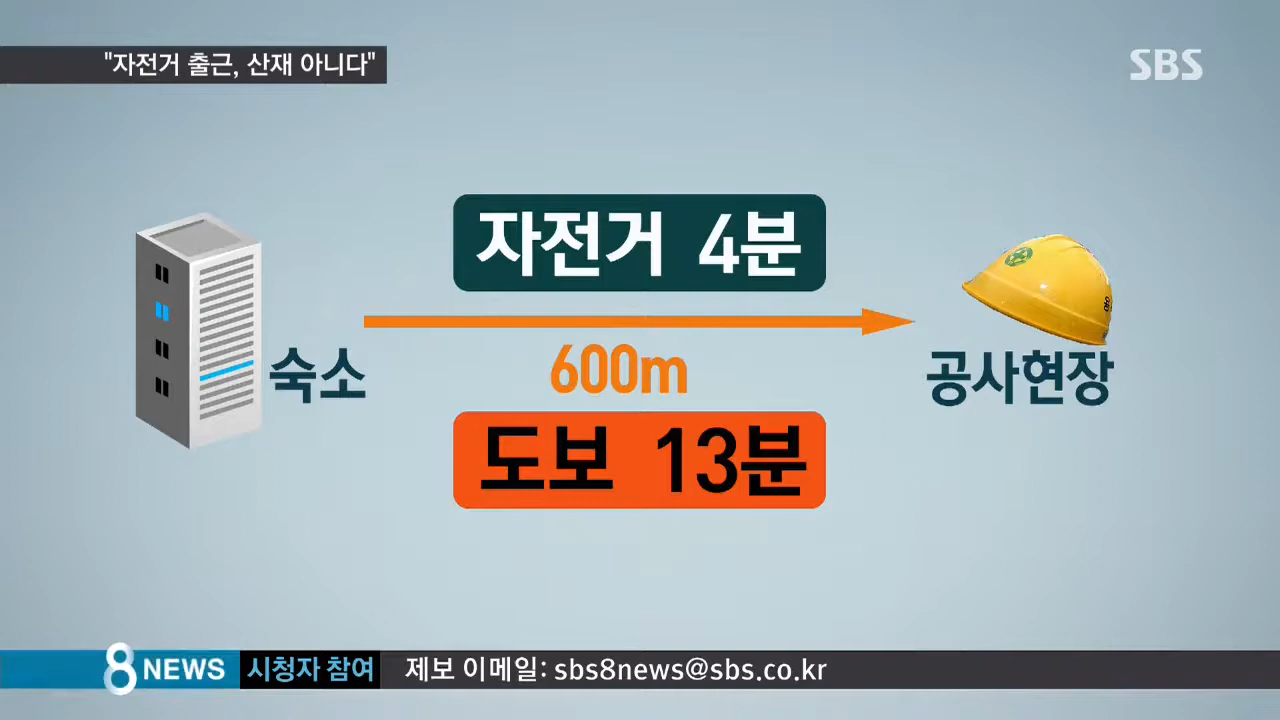 "자전거 출근, 산재 아니다"
SBS
자전거 4분
숙소
600m
공사현장
도보 13분
8 NEWS 시청자 참여 제보 이메일: sbs8news@sbs.co.kr